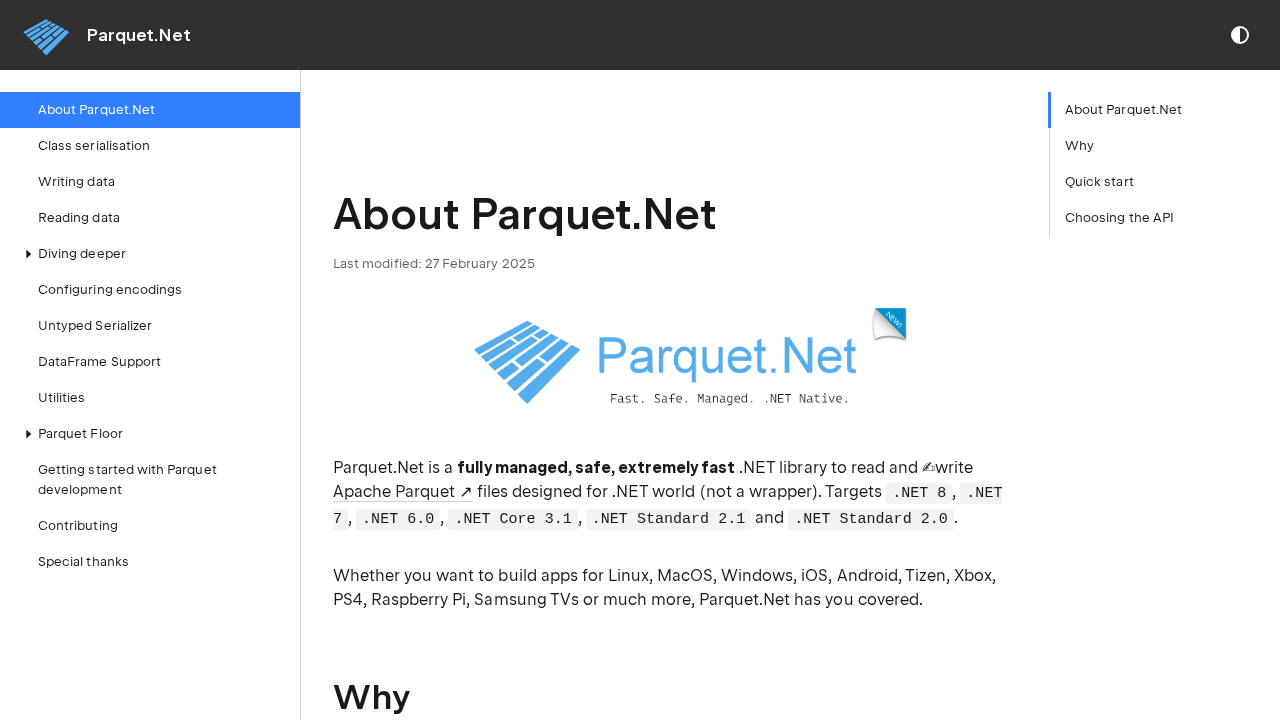 Parquet.Net
About Parquet.Net
Class serialisation
Writing data
Reading data
Diving deeper
Configuring encodings
Untyped Serializer
DataFrame Support
Utilities
Parquet Floor
Getting started with Parquet
development
Contributing
Special thanks
About Parquet.Net
Last modified: 27 February 2025
NEW!
Parquet.Net
Fast. Safe. Managed. .NET Native.
Parquet.Net is a fully managed, safe, extremely fast .NET library to read and ✍️write
Apache Parquet ↗ files designed for .NET world (not a wrapper). Targets .NET 8, .NET
7, .NET 6.0, .NET Core 3.1, .NET Standard 2.1 and .NET Standard 2.0.
Whether you want to build apps for Linux, MacOS, Windows, iOS, Android, Tizen, Xbox,
PS4, Raspberry Pi, Samsung TVs or much more, Parquet.Net has you covered.
Why
About Parquet.Net
Why
Quick start
Choosing the API